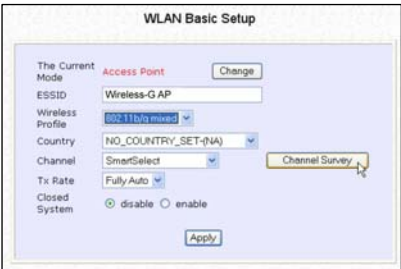 WLAN Basic Setup
The Current Mode Access Point Change
ESSID Wireless-G AP
Wireless Profile 802.11b/g mixed
Country NO_COUNTRY_SET-(NA)
Channel SmartSelect Channel Survey
Tx Rate Fully Auto
Closed System disable enable
Apply